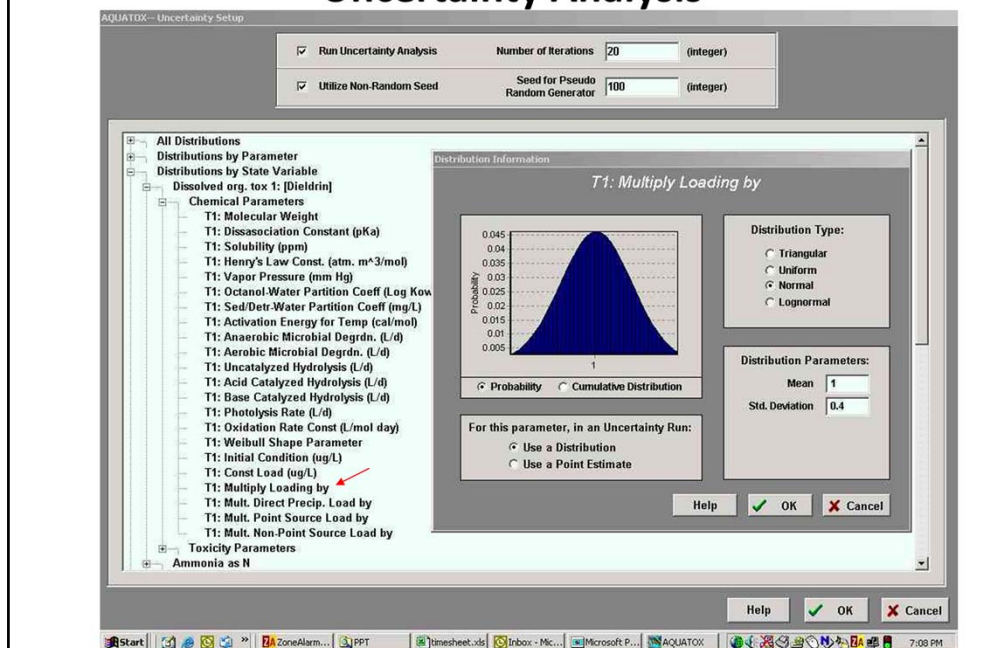 Uncertainty Analysis
AQUATOX-- Uncertainty Setup
Run Uncertainty Analysis Number of Iterations 20 (integer)
Utilize Non-Random Seed Seed for Pseudo Random Generator 100 (integer)
All Distributions
Distributions by Parameter
Distributions by State Variable
Dissolved org. tox 1: [Dieldrin]
Chemical Parameters
T1: Molecular Weight
T1: Dissasociation Constant (pKa)
T1: Solubility (ppm)
T1: Henry's Law Const. (atm. m^3/mol)
T1: Vapor Pressure (mm Hg)
T1: Octanol-Water Partition Coeff (Log Kow
T1: Sed/Detr-Water Partition Coeff (mg/L)
T1: Activation Energy for Temp (cal/mol)
T1: Anaerobic Microbial Degrdn. (L/d)
T1: Aerobic Microbial Degrdn. (L/d)
T1: Uncatalyzed Hydrolysis (L/d)
T1: Acid Catalyzed Hydrolysis (L/d)
T1: Base Catalyzed Hydrolysis (L/d)
T1: Photolysis Rate (L/d)
T1: Oxidation Rate Const (L/mol day)
T1: Weibull Shape Parameter
T1: Initial Condition (ug/L)
T1: Const Load (ug/L)
T1: Multiply Loading by
T1: Mult. Direct Precip. Load by
T1: Mult. Point Source Load by
T1: Mult. Non-Point Source Load by
Toxicity Parameters
Ammonia as N
Distribution Information
T1: Multiply Loading by
Probability
0.045
0.04
0.035
0.03
0.025
0.02
0.015
0.01
0.005
1
Probability Cumulative Distribution
Distribution Type:
Triangular
Uniform
Normal
Lognormal
Distribution Parameters:
Mean 1
Std. Deviation 0.4
For this parameter, in an Uncertainty Run:
Use a Distribution
Use a Point Estimate
Help OK Cancel
Help OK Cancel
Start ZoneAlarm... PPT timesheet.xls Inbox - Mic... Microsoft P... AQUATOX 7:08 PM